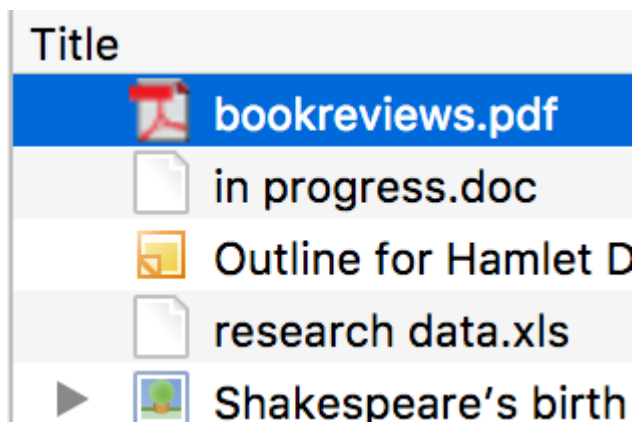 Title
bookreviews.pdf
in progress.doc
Outline for Hamlet D
research data.xls
Shakespeare’s birth